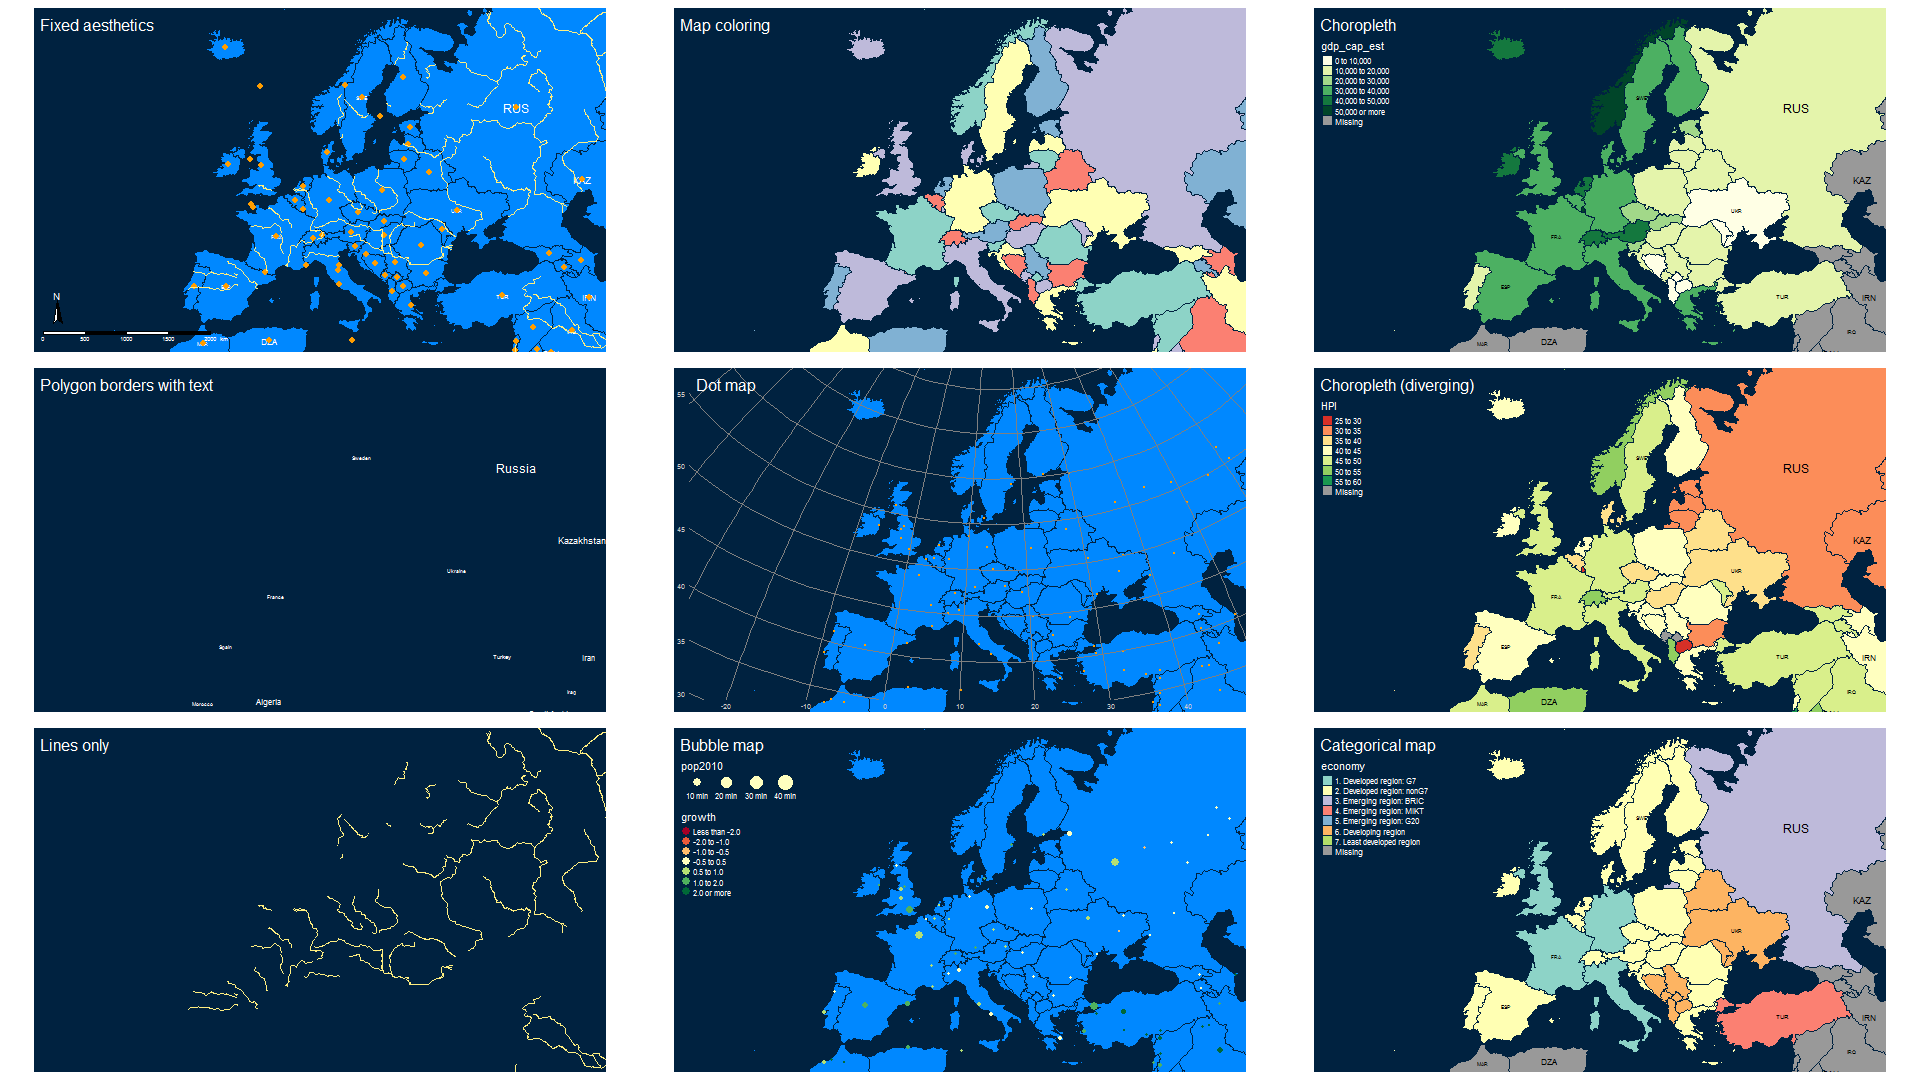 Fixed aesthetics
RUS
KAZ
IRN
N
0 500 1000 1500 2000 km
DZA
Map coloring
Choropleth
gdp_cap_est
0 to 10,000
10,000 to 20,000
20,000 to 30,000
30,000 to 40,000
40,000 to 50,000
50,000 or more
Missing
SWE
RUS
KAZ
UKR
FRA
ESP
TUR
IRN
IRQ
MAR
DZA
Polygon borders with text
Sweden
Russia
Kazakhstan
Ukraine
France
Spain
Turkey
Iran
Iraq
Morocco
Algeria
Dot map
55
50
45
40
35
30
-20 -10 0 10 20 30 40
Choropleth (diverging)
HPI
25 to 30
30 to 35
35 to 40
40 to 45
45 to 50
50 to 55
55 to 60
Missing
SWE
RUS
KAZ
UKR
FRA
ESP
TUR
IRN
IRQ
MAR
DZA
Lines only
Bubble map
pop2010
10 mln 20 mln 30 mln 40 mln
growth
Less than -2.0
-2.0 to -1.0
-1.0 to -0.5
-0.5 to 0.5
0.5 to 1.0
1.0 to 2.0
2.0 or more
Categorical map
economy
1. Developed region: G7
2. Developed region: nonG7
3. Emerging region: BRIC
4. Emerging region: MIKT
5. Emerging region: G20
6. Developing region
7. Least developed region
Missing
SWE
RUS
KAZ
UKR
FRA
ESP
TUR
IRN
IRQ
MAR
DZA